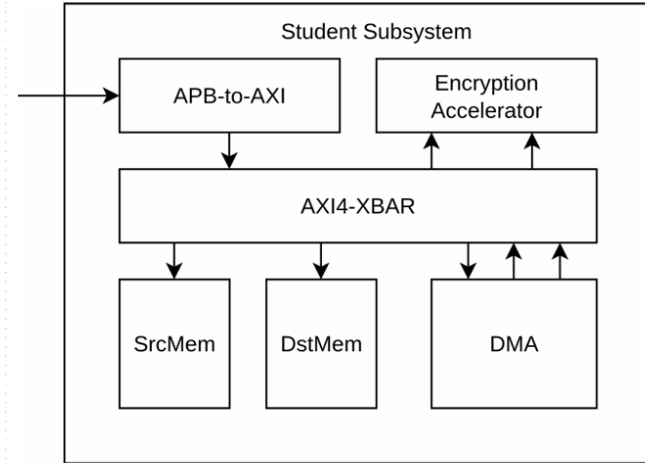 Student Subsystem
APB-to-AXI
Encryption
Accelerator
AXI4-XBAR
SrcMem
DstMem
DMA